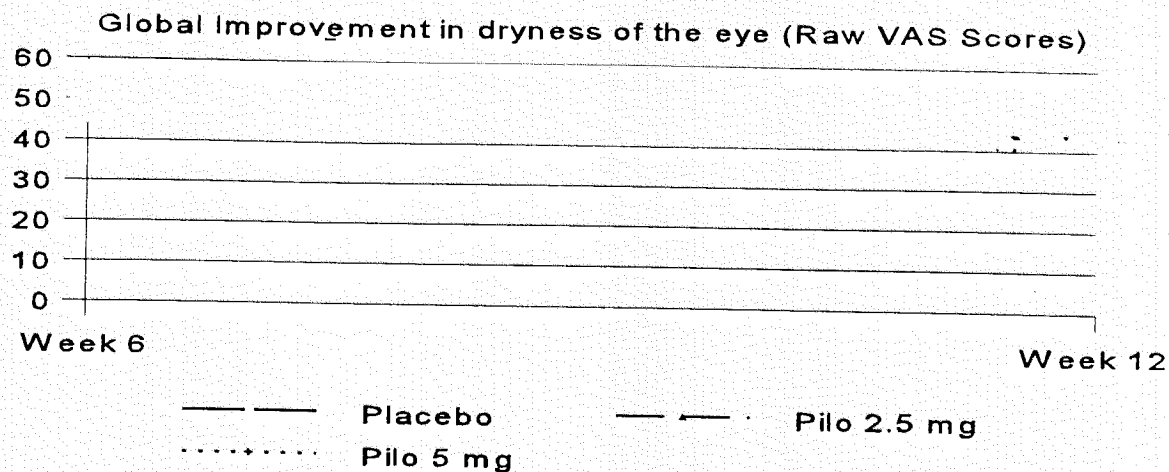 Global Improvement in dryness of the eye (Raw VAS Scores)
60
50
40
30
20
10
0
Week 6
Week 12
Placebo
Pilo 2.5 mg
Pilo 5 mg